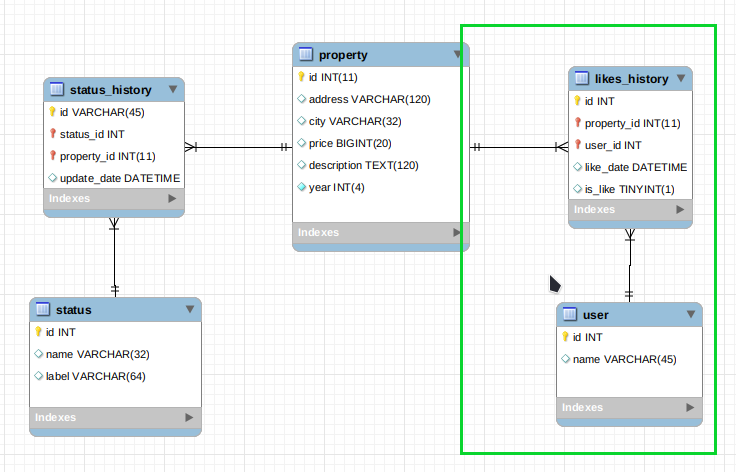 status_history
id VARCHAR(45)
status_id INT
property_id INT(11)
update_date DATETIME
Indexes
property
id INT(11)
address VARCHAR(120)
city VARCHAR(32)
price BIGINT(20)
description TEXT(120)
year INT(4)
Indexes
likes_history
id INT
property_id INT(11)
user_id INT
like_date DATETIME
is_like TINYINT(1)
Indexes
status
id INT
name VARCHAR(32)
label VARCHAR(64)
Indexes
user
id INT
name VARCHAR(45)
Indexes